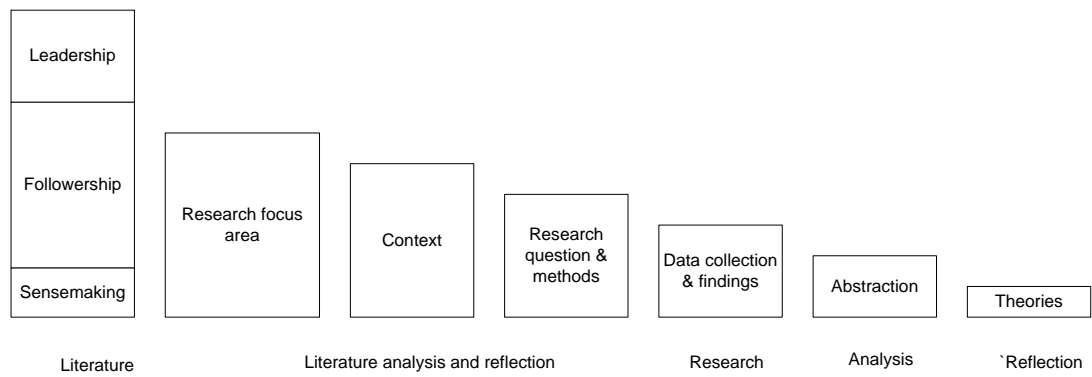 Leadership
Followership
Sensemaking
Research focus
area
Context
Research
question &
methods
Data collection
& findings
Abstraction
Theories
Literature
Literature analysis and reflection
Research
Analysis
`Reflection